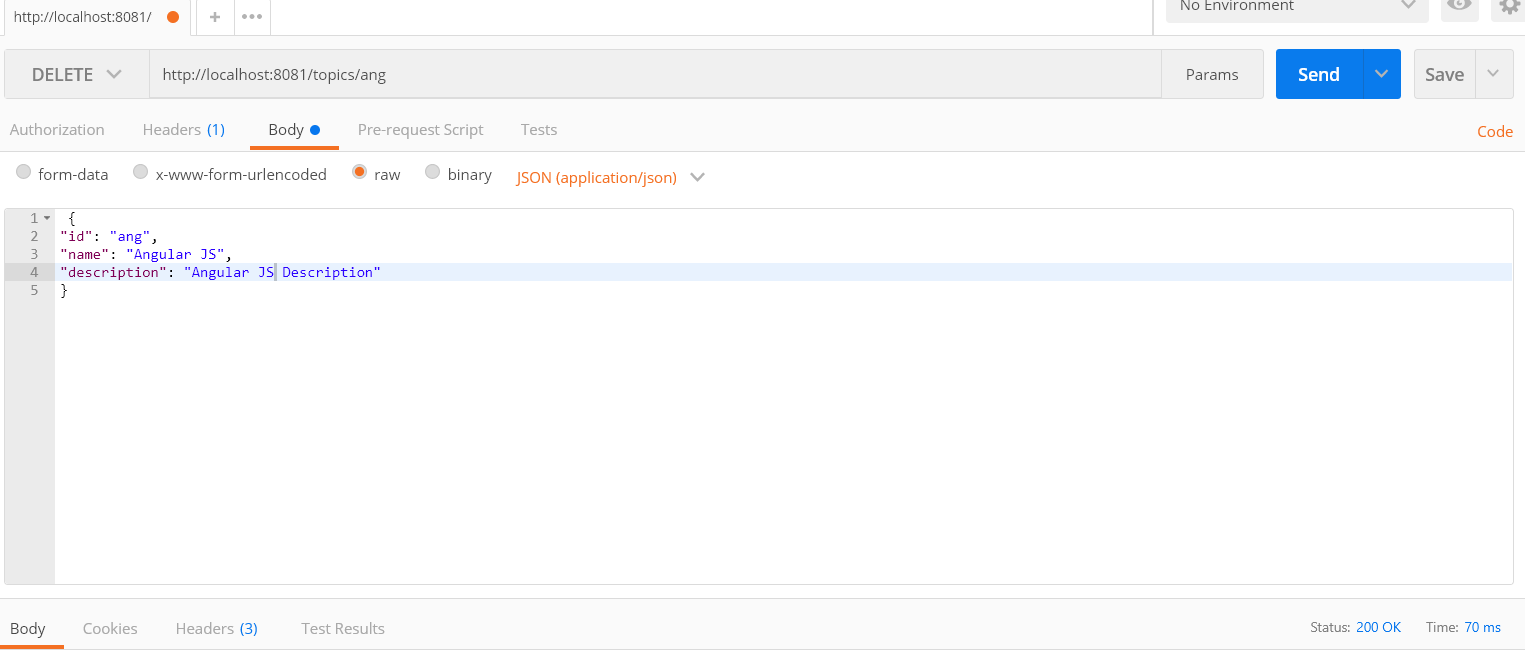 http://localhost:8081/ + ••• No Environment
DELETE http://localhost:8081/topics/ang Params Send Save
Authorization Headers (1) Body Pre-request Script Tests Code
form-data x-www-form-urlencoded raw binary JSON (application/json)
1 {
2 "id": "ang",
3 "name": "Angular JS",
4 "description": "Angular JS Description"
5 }
Body Cookies Headers (3) Test Results Status: 200 OK Time: 70 ms